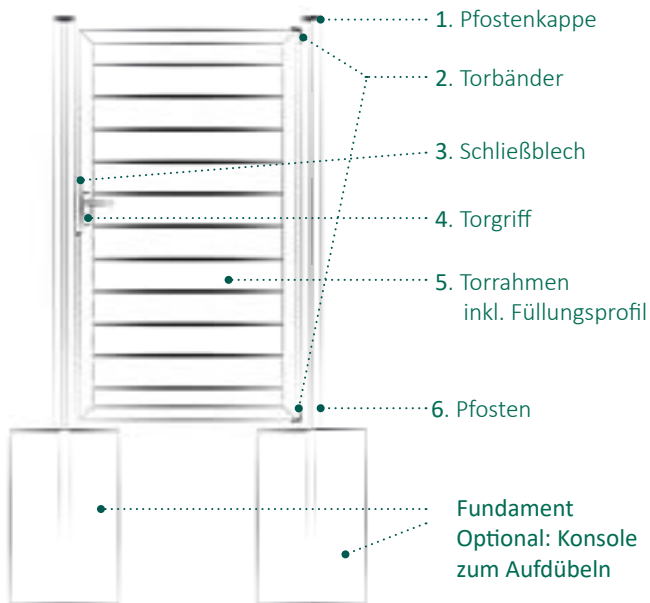 1. Pfostenkappe
2. Torbänder
3. Schließblech
4. Torgriff
5. Torrahmen
inkl. Füllungsprofil
6. Pfosten
Fundament
Optional: Konsole
zum Aufdübeln